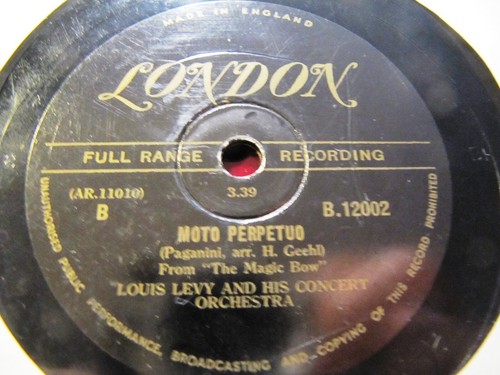 MADE IN ENGLAND
LONDON
FULL RANGE RECORDING
(AR.11010) 3.39
B B.12002
MOTO PERPETUO
(Paganini, arr. H. Geehl)
From "The Magic Bow"
LOUIS LEVY AND HIS CONCERT
ORCHESTRA
UNAUTHORISED PUBLIC PERFORMANCE, BROADCASTING AND COPYING OF THIS RECORD PROHIBITED